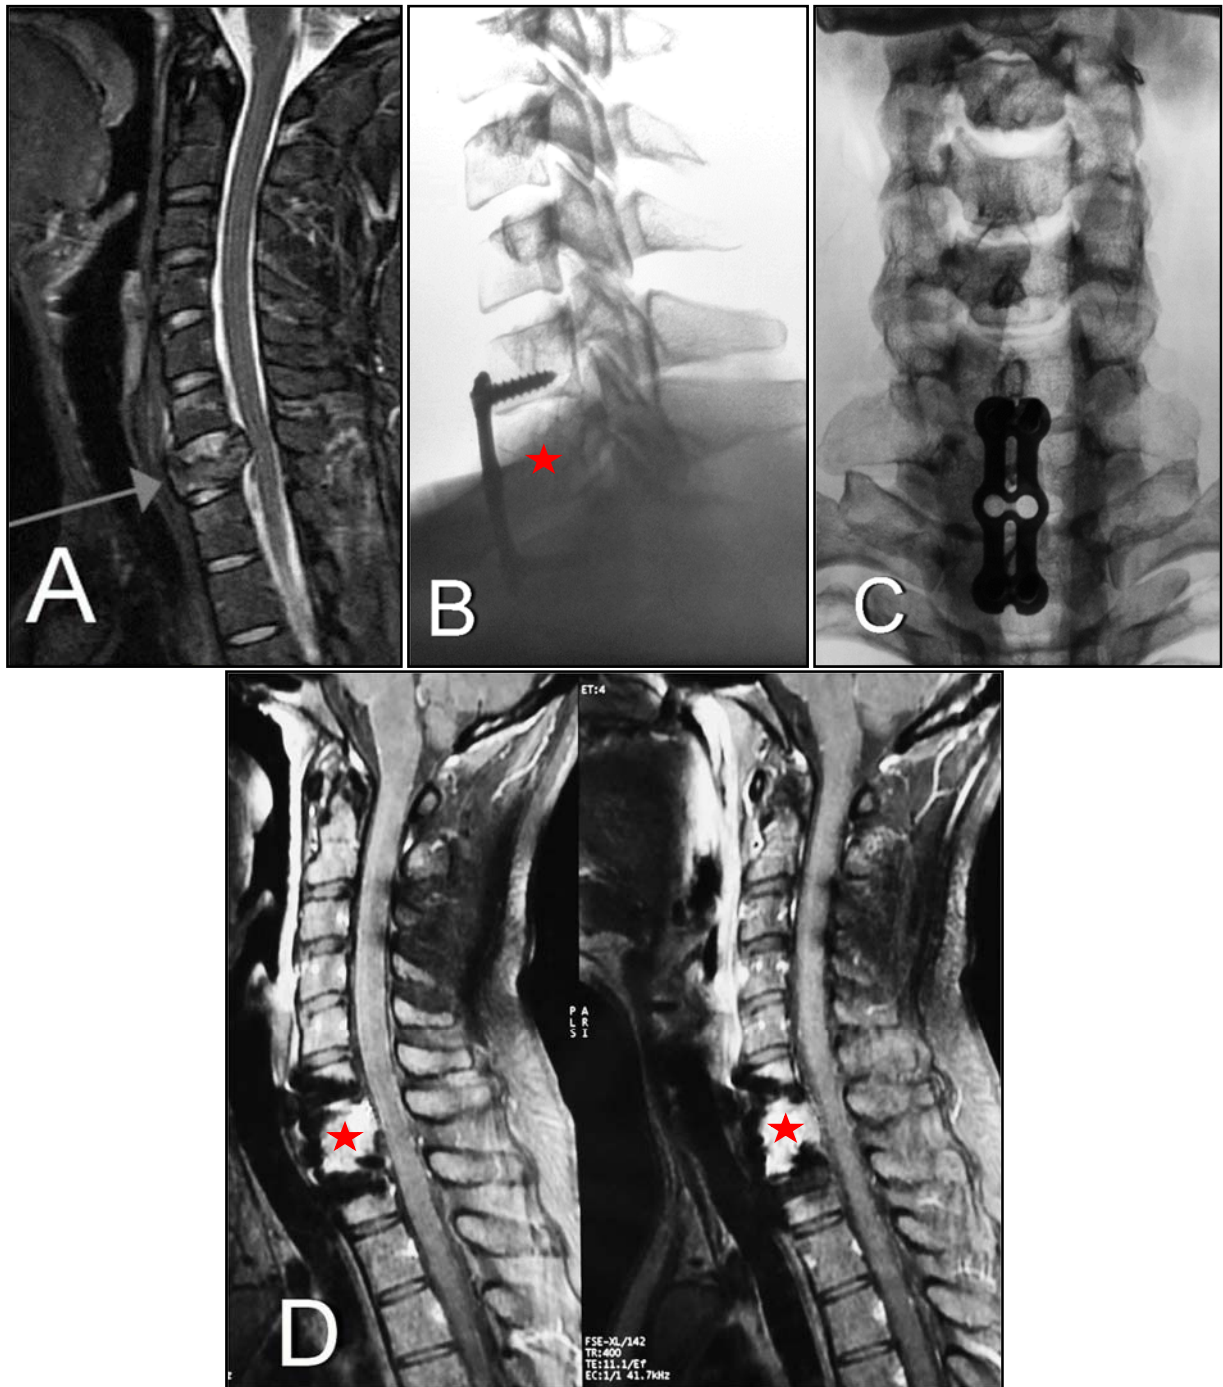 A
B
C
ET:4
P A
L R
S I
D
FSE-XL/142
TR:400
TE:11.1/Ef
EC:1/1 41.7kHz